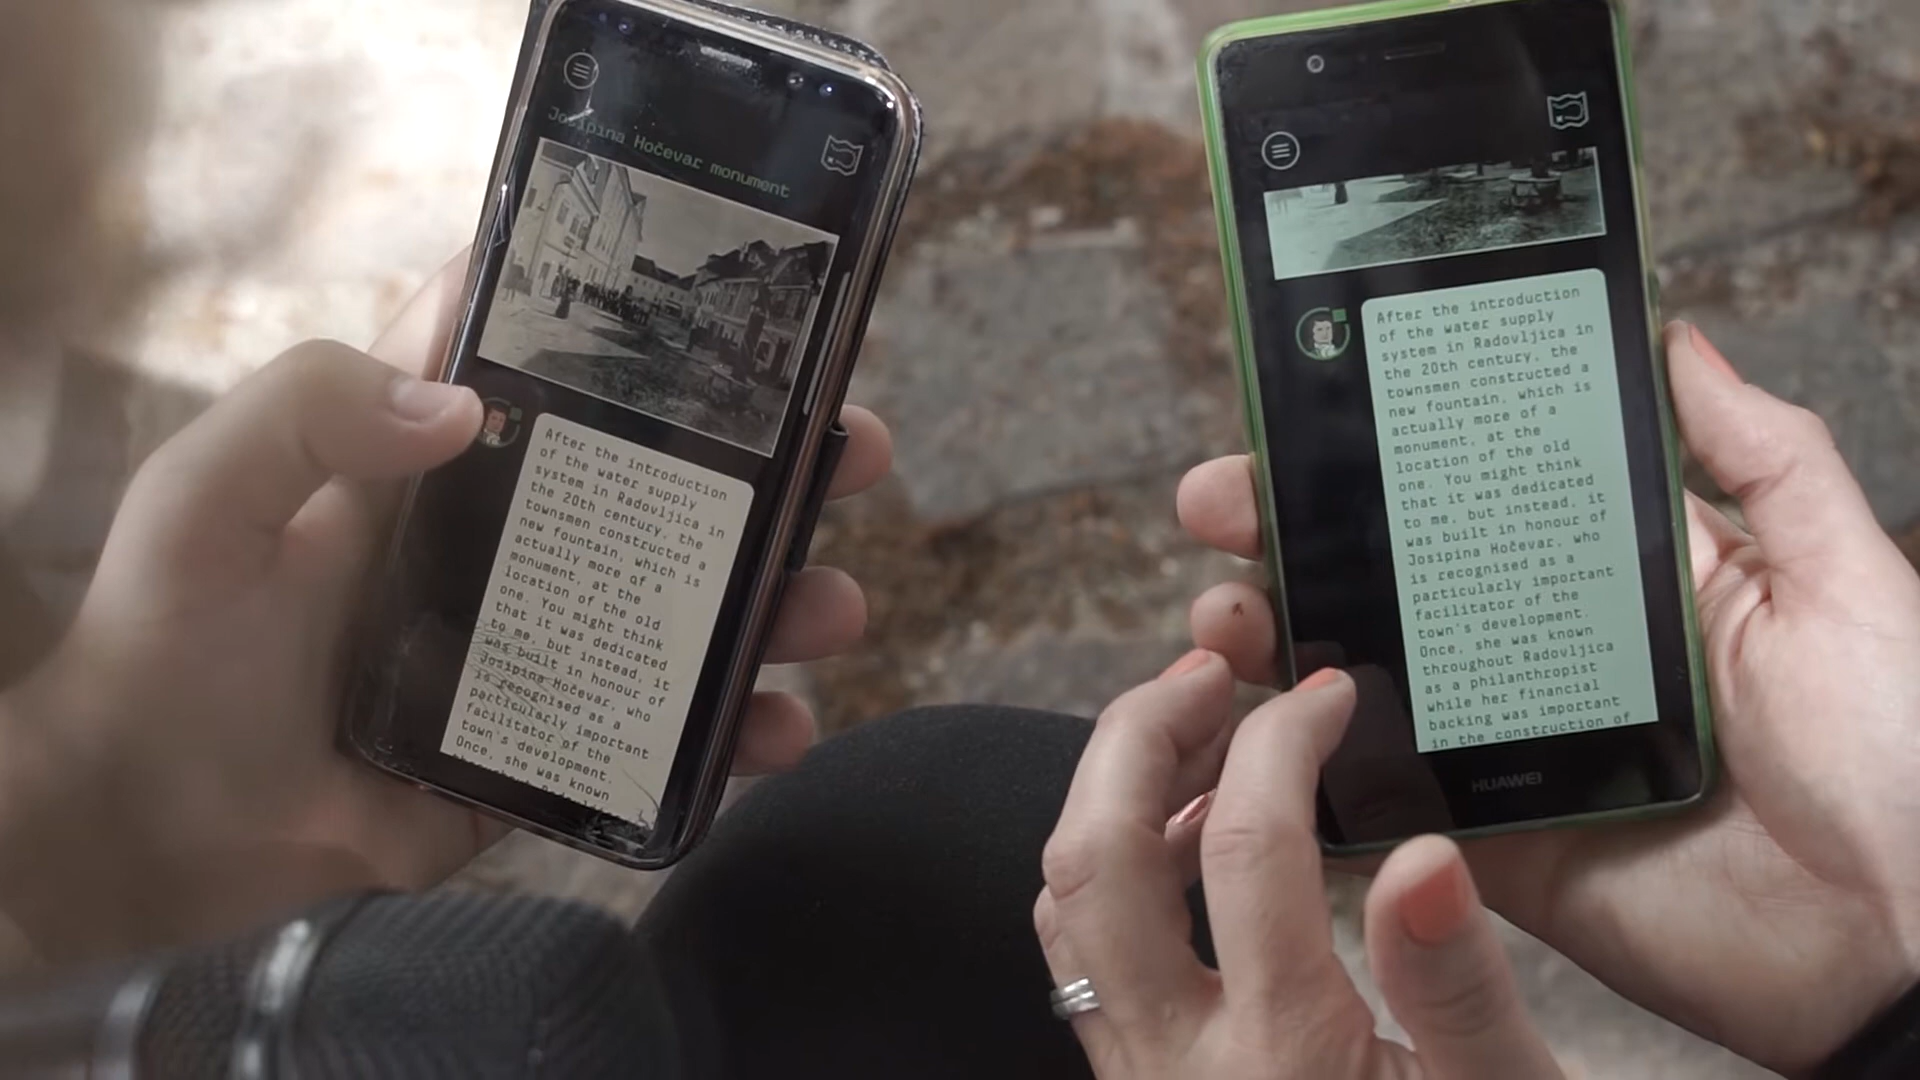 Josipina Hočevar monument
After the introduction
of the water supply
system in Radovljica in
the 20th century, the
townsmen constructed a
new fountain, which is
actually more of a
monument, at the
location of the old
one. You might think
that it was dedicated
to me, but instead, it
was built in honour of
Josipina Hočevar, who
is recognised as a
particularly important
facilitator of the
town's development.
Once, she was known
After the introduction
of the water supply
system in Radovljica in
the 20th century, the
townsmen constructed a
new fountain, which is
actually more of a
monument, at the
location of the old
one. You might think
that it was dedicated
to me, but instead, it
was built in honour of
Josipina Hočevar, who
is recognised as a
particularly important
facilitator of the
town's development.
Once, she was known
throughout Radovljica
as a philanthropist
while her financial
backing was important
in the construction of
HUAWEI